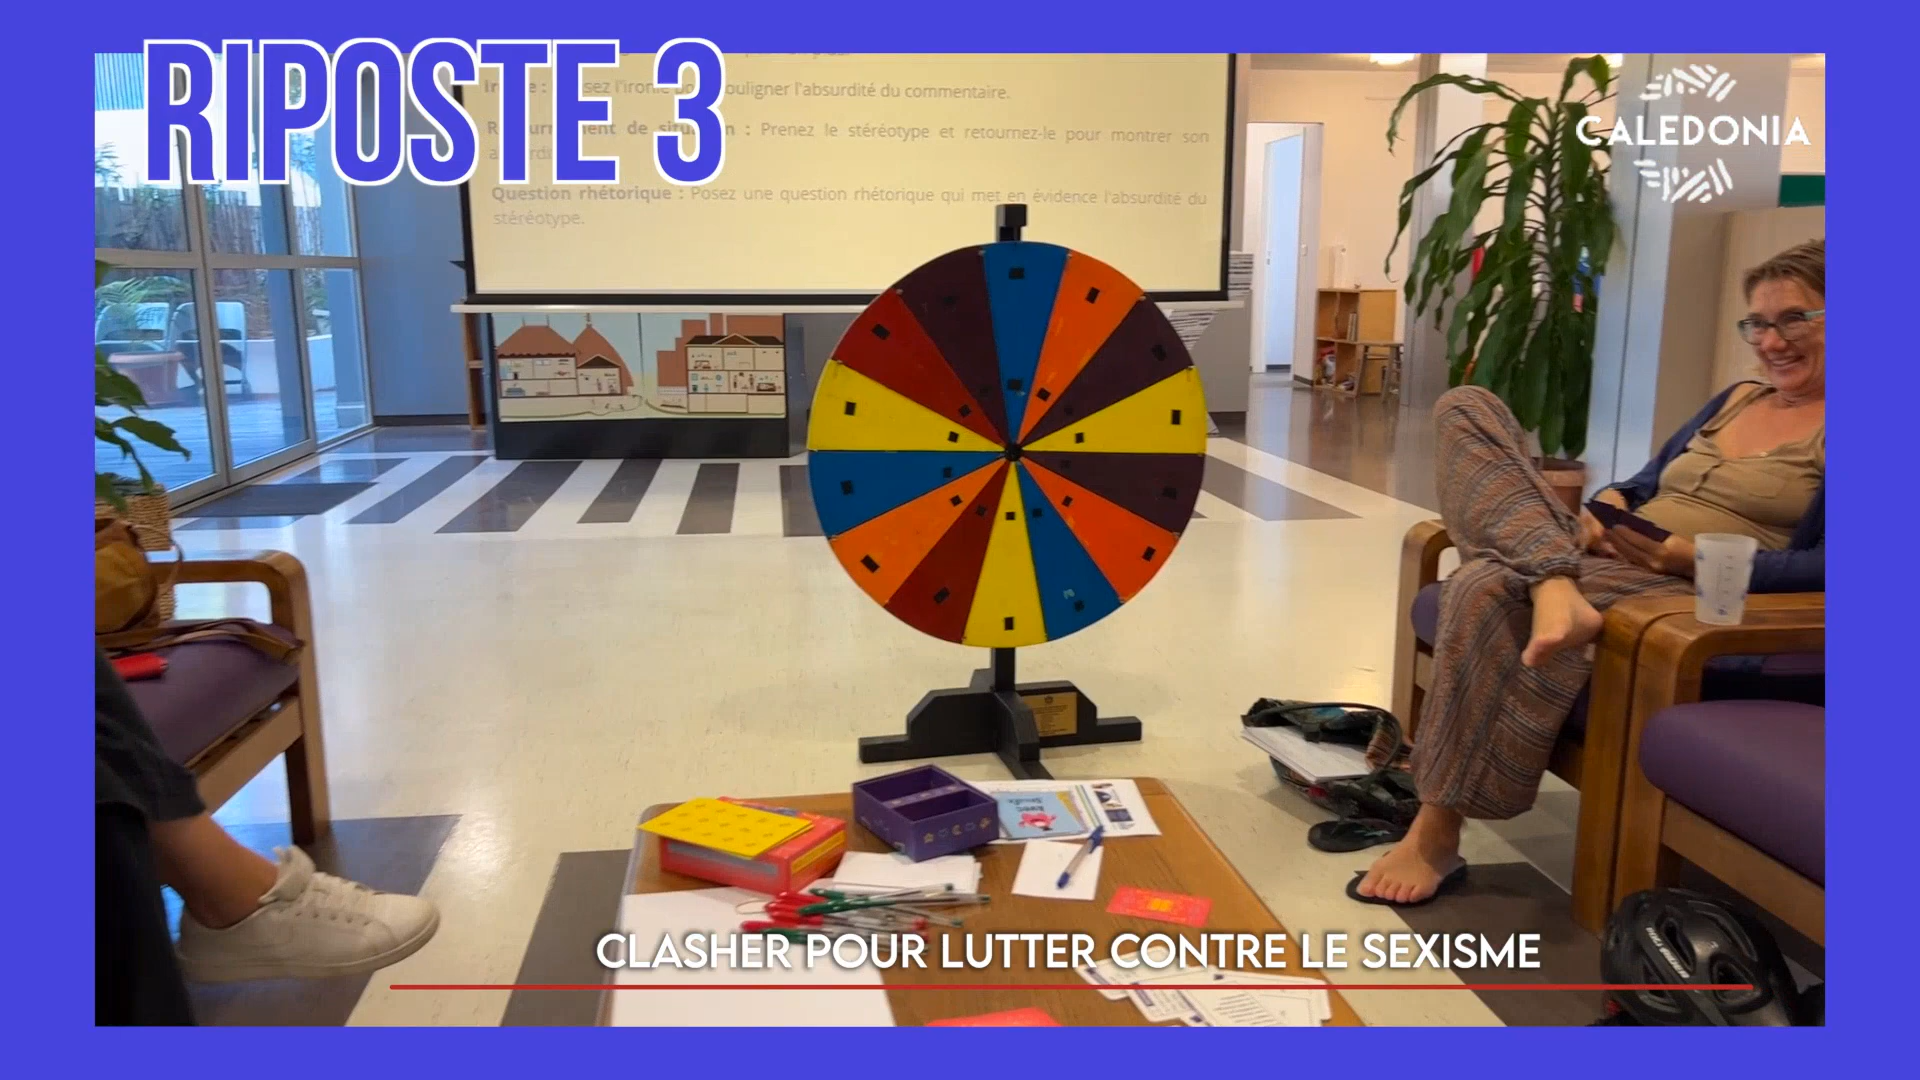 RIPOSTE 3
CALEDONIA
ouligner l'absurdité du commentaire.
Prenez le stéréotype et retournez-le pour montrer son
Question rhétorique : Posez une question rhétorique qui met en évidence l'absurdité du
stéréotype.
CLASHER POUR LUTTER CONTRE LE SEXISME